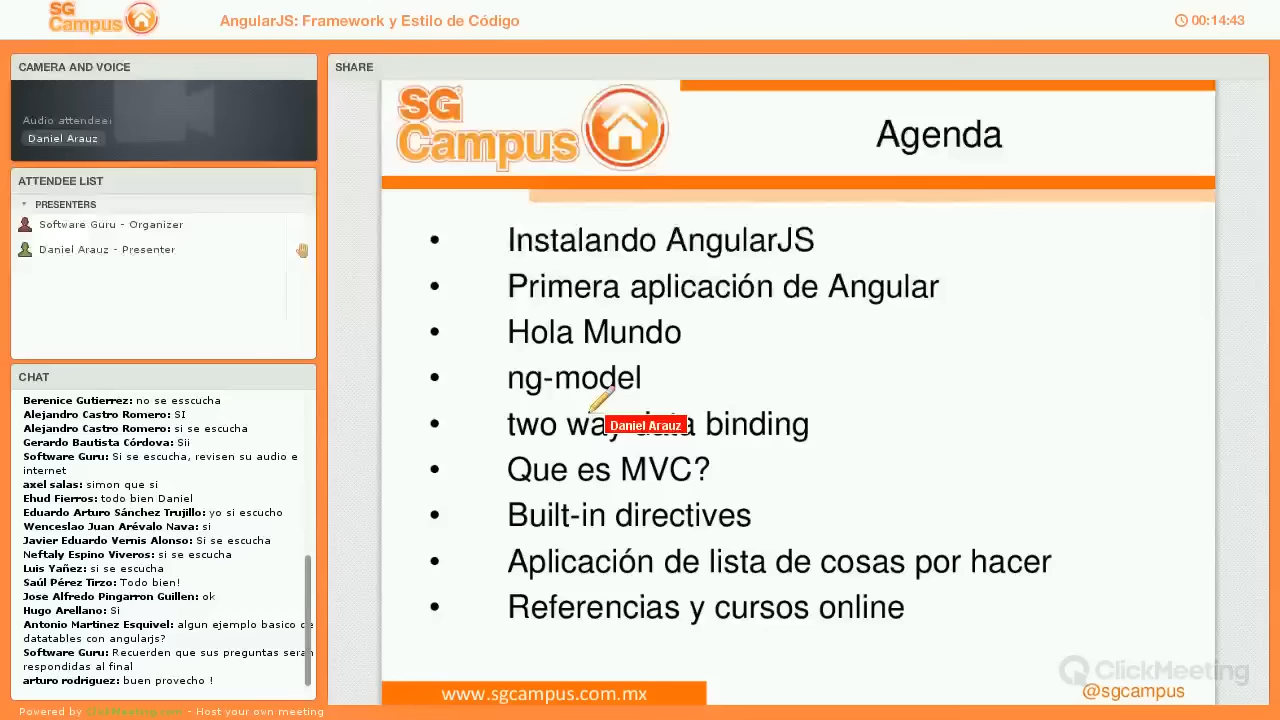 SG
Campus
AngularJS: Framework y Estilo de Código
00:14:43
CAMERA AND VOICE
Audio attendee:
Daniel Arauz
ATTENDEE LIST
PRESENTERS
Software Guru - Organizer
Daniel Arauz - Presenter
CHAT
Berenice Gutierrez: no se esscucha
Alejandro Castro Romero: SI
Alejandro Castro Romero: si se escucha
Gerardo Bautista Córdova: Sii
Software Guru: Si se escucha, revisen su audio e
internet
axel salas: simon que si
Ehud Fierros: todo bien Daniel
Eduardo Arturo Sánchez Trujillo: yo si escucho
Wenceslao Juan Arévalo Nava: si
Javier Eduardo Vernis Alonso: Si se escucha
Neftaly Espino Viveros: si se escucha
Luis Yañez: si se escucha
Saúl Pérez Tirzo: Todo bien!
Jose Alfredo Pingarron Guillen: ok
Hugo Arellano: Si
Antonio Martinez Esquivel: algun ejemplo basico de
datatables con angularjs?
Software Guru: Recuerden que sus preguntas seran
respondidas al final
arturo rodriguez: buen provecho !
Powered by ClickMeeting.com - Host your own meeting
SHARE
SG
Campus
Agenda
• Instalando AngularJS
• Primera aplicación de Angular
• Hola Mundo
• ng-model
• two way data binding
Daniel Arauz
• Que es MVC?
• Built-in directives
• Aplicación de lista de cosas por hacer
• Referencias y cursos online
www.sgcampus.com.mx
ClickMeeting
@sgcampus